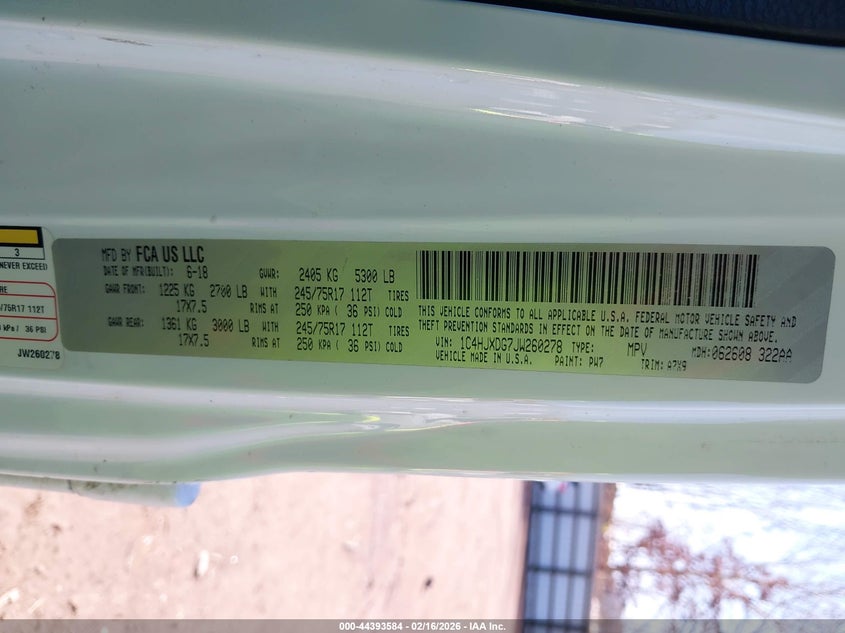 3
NEVER EXCEED
/75R17 112T
kPa / 36 PSI
JW260278
MFD BY FCA US LLC
DATE OF MFR(BUILT): 6-18 GVWR: 2405 KG 5300 LB
GAWR FRONT: 1225 KG 2700 LB WITH 245/75R17 112T TIRES
17X7.5 RIMS AT 250 KPA ( 36 PSI) COLD
GAWR REAR: 1361 KG 3000 LB WITH 245/75R17 112T TIRES
17X7.5 RIMS AT 250 KPA ( 36 PSI) COLD
THIS VEHICLE CONFORMS TO ALL APPLICABLE U.S.A. FEDERAL MOTOR VEHICLE SAFETY AND
THEFT PREVENTION STANDARDS IN EFFECT ON THE DATE OF MANUFACTURE SHOWN ABOVE.
VIN: 1C4HJXDG7JW260278 TYPE: MPV MDH: 062608 322AA
VEHICLE MADE IN U.S.A. PAINT: PW7 TRIM: A7X9
000-44393584 - 02/16/2026 - IAA Inc.